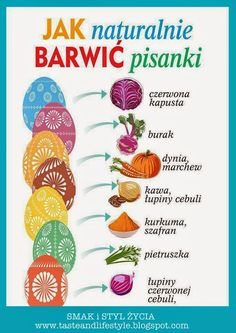 JAK naturalnie
BARWIĆ pisanki
czerwona
kapusta
burak
dynia,
marchew
kawa,
łupiny cebuli
kurkuma,
szafran
pietruszka
łupiny
czerwonej
cebuli,
SMAK i STYL ŻYCIA
www.tasteandlifestyle.blogspot.com